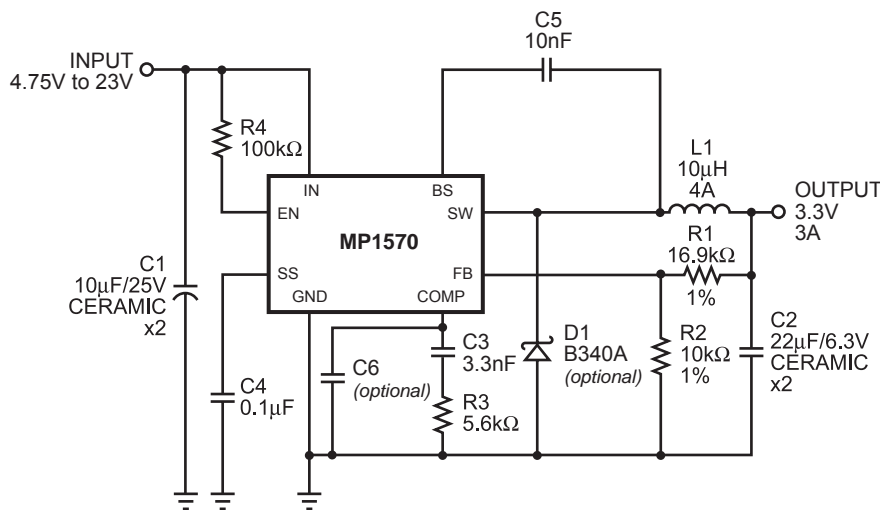 C5
10nF
INPUT
4.75V to 23V
R4
100kΩ
L1
10µH
4A
OUTPUT
3.3V
3A
IN
BS
EN
SW
MP1570
R1
16.9kΩ
1%
SS
FB
GND
COMP
C1
10µF/25V
CERAMIC
x2
C4
0.1µF
C6
(optional)
C3
3.3nF
R3
5.6kΩ
D1
B340A
(optional)
R2
10kΩ
1%
C2
22µF/6.3V
CERAMIC
x2